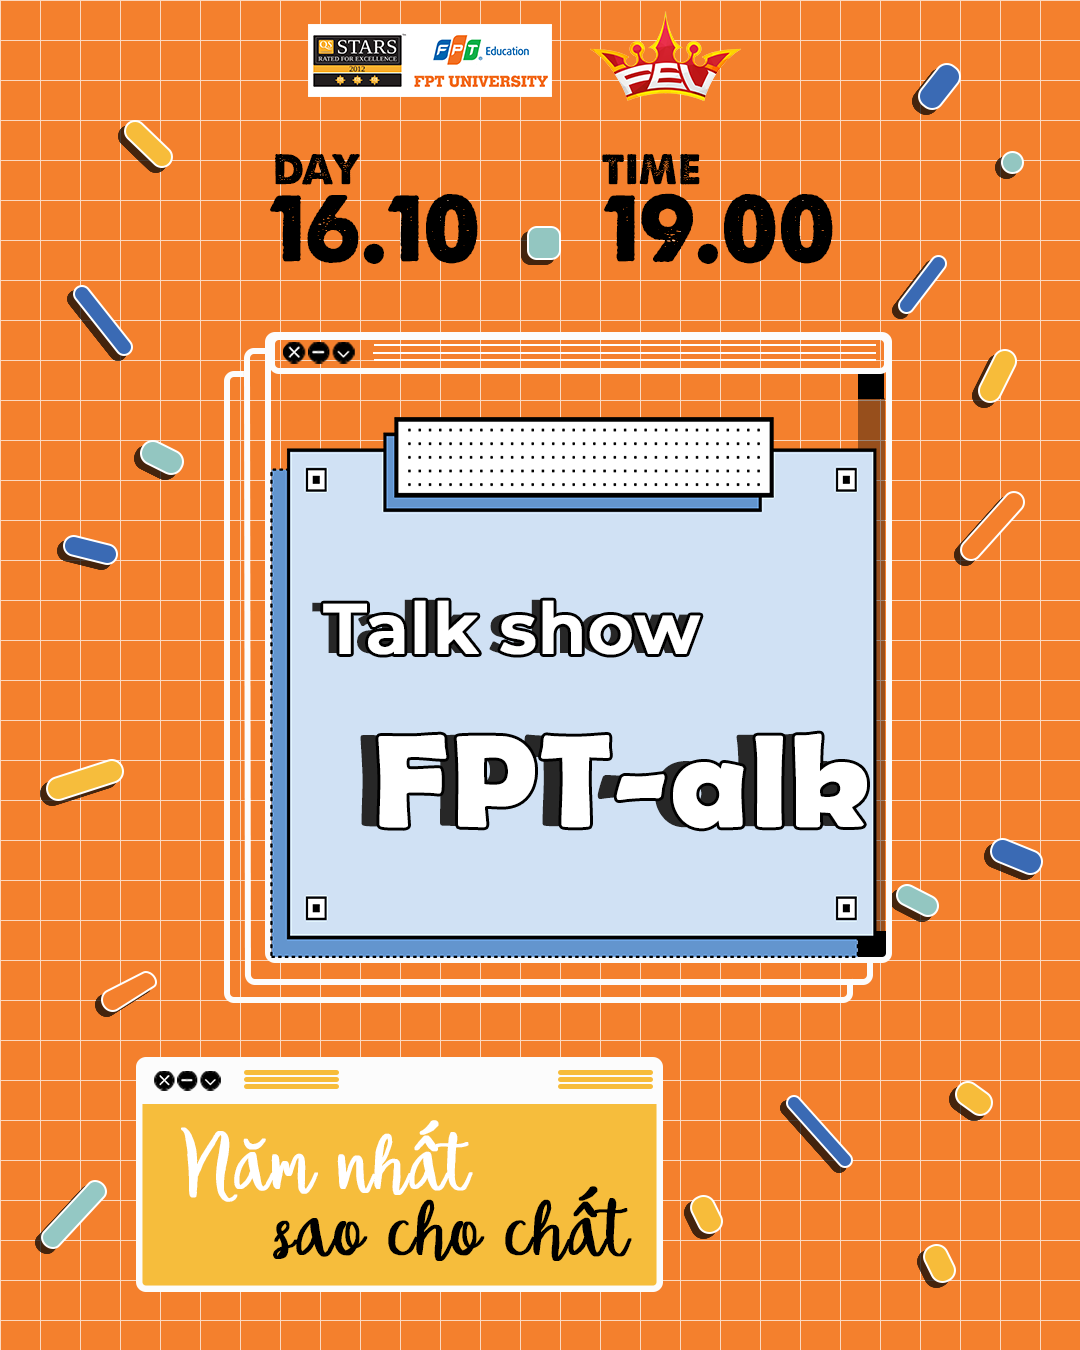 QS STARS
RATED FOR EXCELLENCE
2012
FPT Education
FPT UNIVERSITY
FEV
DAY
16.10
TIME
19.00
Talk show
FPT-alk
Năm nhất
sao cho chất